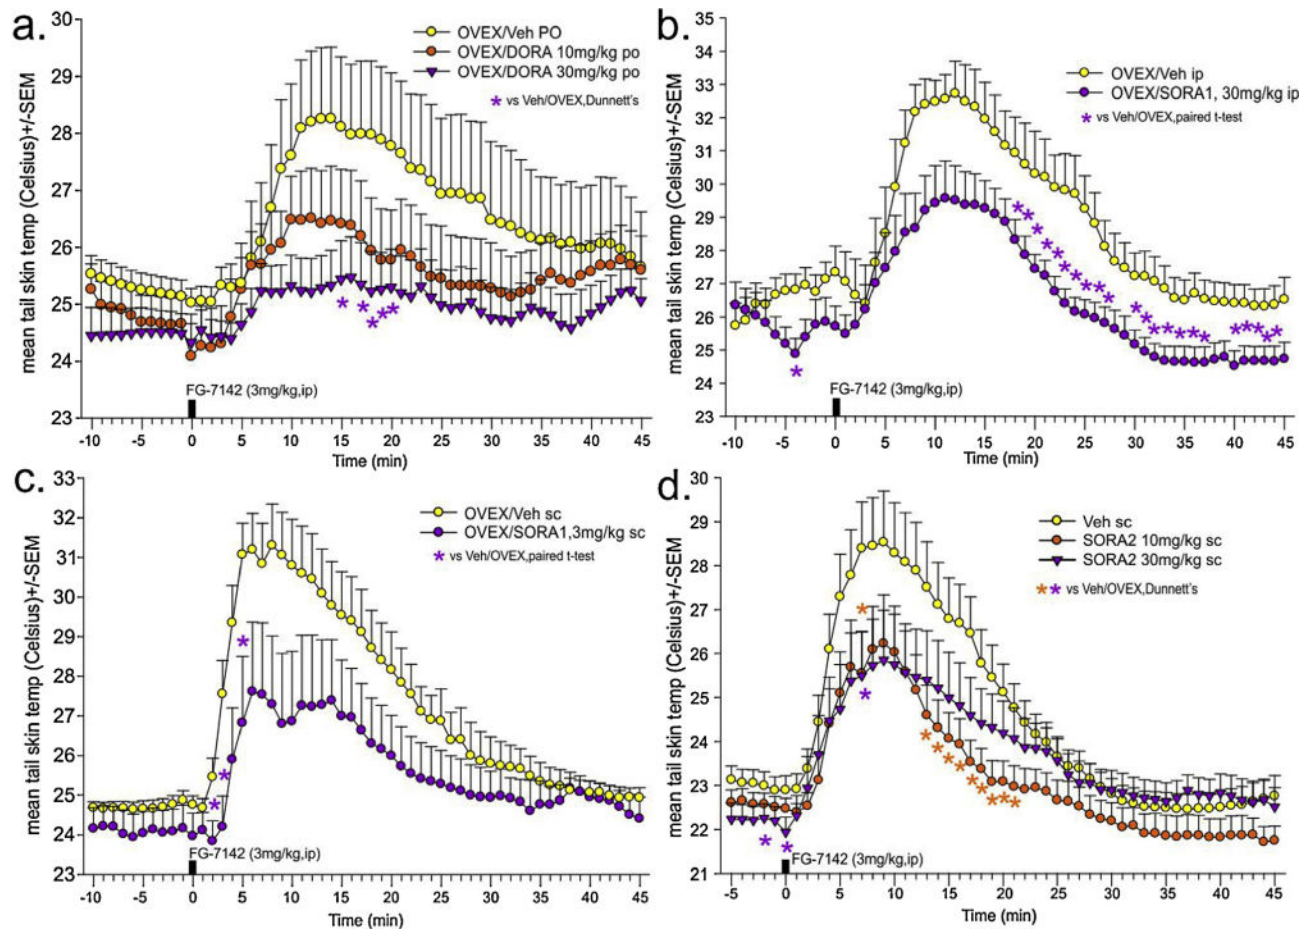 a.
30
29
28
27
26
25
24
23
mean tail skin temp (Celsius)+/-SEM
OVEX/Veh PO
OVEX/DORA 10mg/kg po
OVEX/DORA 30mg/kg po
* vs Veh/OVEX,Dunnett's
FG-7142 (3mg/kg,ip)
-10 -5 0 5 10 15 20 25 30 35 40 45
Time (min)
b.
35
34
33
32
31
30
29
28
27
26
25
24
23
mean tail skin temp (Celsius)+/-SEM
OVEX/Veh ip
OVEX/SORA1, 30mg/kg ip
* vs Veh/OVEX,paired t-test
FG-7142 (3mg/kg,ip)
-10 -5 0 5 10 15 20 25 30 35 40 45
Time (min)
c.
33
32
31
30
29
28
27
26
25
24
23
mean tail skin temp (Celsius)+/-SEM
OVEX/Veh sc
OVEX/SORA1,3mg/kg sc
* vs Veh/OVEX,paired t-test
FG-7142 (3mg/kg,ip)
-10 -5 0 5 10 15 20 25 30 35 40 45
Time (min)
d.
30
29
28
27
26
25
24
23
22
21
mean tail skin temp (Celsius)+/-SEM
Veh sc
SORA2 10mg/kg sc
SORA2 30mg/kg sc
** vs Veh/OVEX,Dunnett's
FG-7142 (3mg/kg,ip)
-5 0 5 10 15 20 25 30 35 40 45
Time (min)